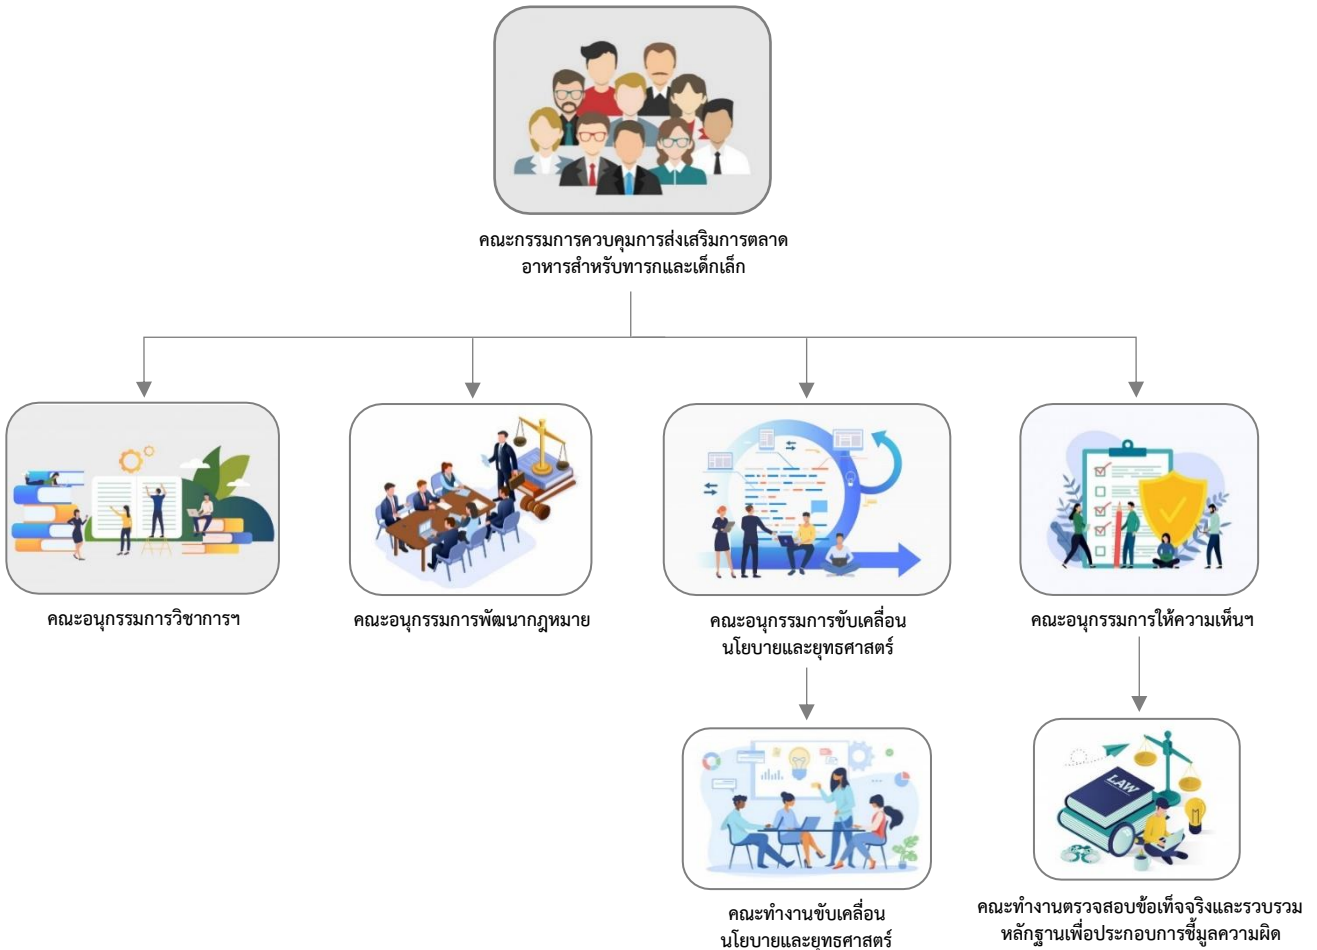 คณะกรรมการควบคุมการส่งเสริมการตลาด
อาหารสำหรับทารกและเด็กเล็ก
คณะอนุกรรมการวิชาการฯ
คณะอนุกรรมการพัฒนากฎหมาย
คณะอนุกรรมการขับเคลื่อน
นโยบายและยุทธศาสตร์
คณะอนุกรรมการให้ความเห็นฯ
LAW
คณะทำงานขับเคลื่อน
นโยบายและยุทธศาสตร์
คณะทำงานตรวจสอบข้อเท็จจริงและรวบรวม
หลักฐานเพื่อประกอบการชี้มูลความผิด